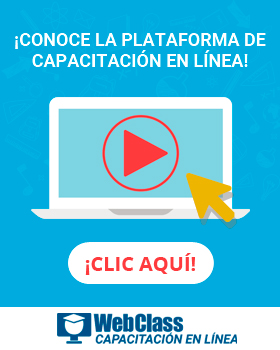 ¡CONOCE LA PLATAFORMA DE
CAPACITACIÓN EN LÍNEA!
¡CLIC AQUÍ!
WebClass
CAPACITACIÓN EN LÍNEA